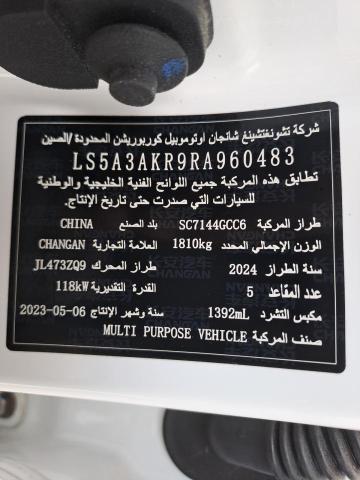 شركة تشونغتشينغ شانجان اوتوموبيل كوربوريشن المحدودة /الصين
LS5A3AKR9RA960483
تطابق هذه المركبة جميع اللوائح الفنية الخليجية والوطنية
للسيارات التي صدرت حتى تاريخ الإنتاج.
طراز المركبة SC7144GCC6 بلد الصنع CHINA
الوزن الإجمالي المحدد 1810kg العلامة التجارية CHANGAN
سنة الطراز 2024 طراز المحرك JL473ZQ9
عدد المقاعد 5 القدرة التقديرية 118kW
مكبس التشرد 1392mL سنة وشهر الإنتاج 2023-05-06
صنف المركبة MULTI PURPOSE VEHICLE